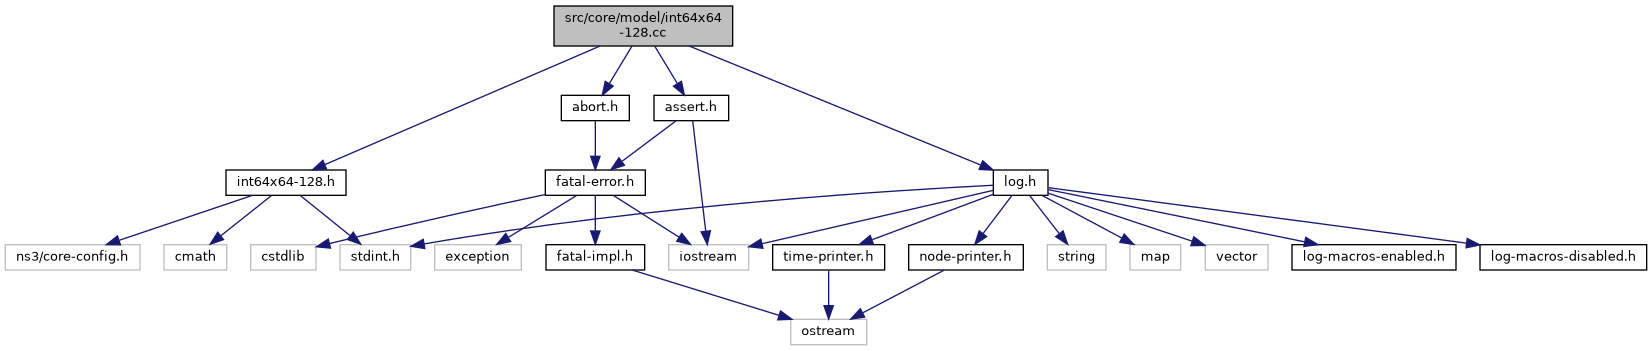 src/core/model/int64x64
-128.cc
abort.h
assert.h
int64x64-128.h
fatal-error.h
log.h
ns3/core-config.h
cmath
cstdlib
stdint.h
exception
fatal-impl.h
iostream
time-printer.h
node-printer.h
string
map
vector
log-macros-enabled.h
log-macros-disabled.h
ostream